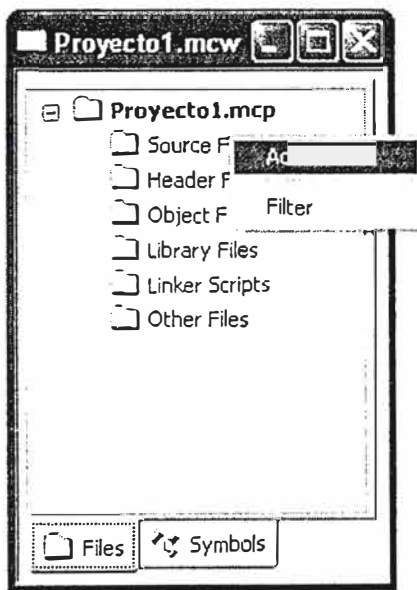 Proyecto1.mcw
Proyecto1.mcp
Source F
Header F
Object F
Filter
Library Files
Linker Scripts
Other Files
Files
Symbols